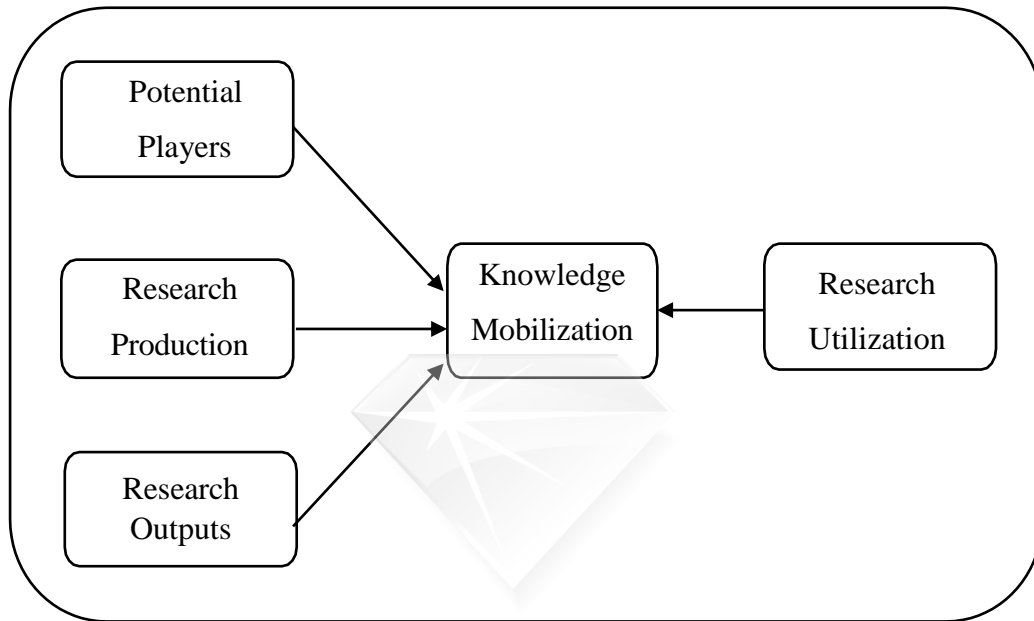 Potential
Players
Research
Production
Research
Outputs
Knowledge
Mobilization
Research
Utilization